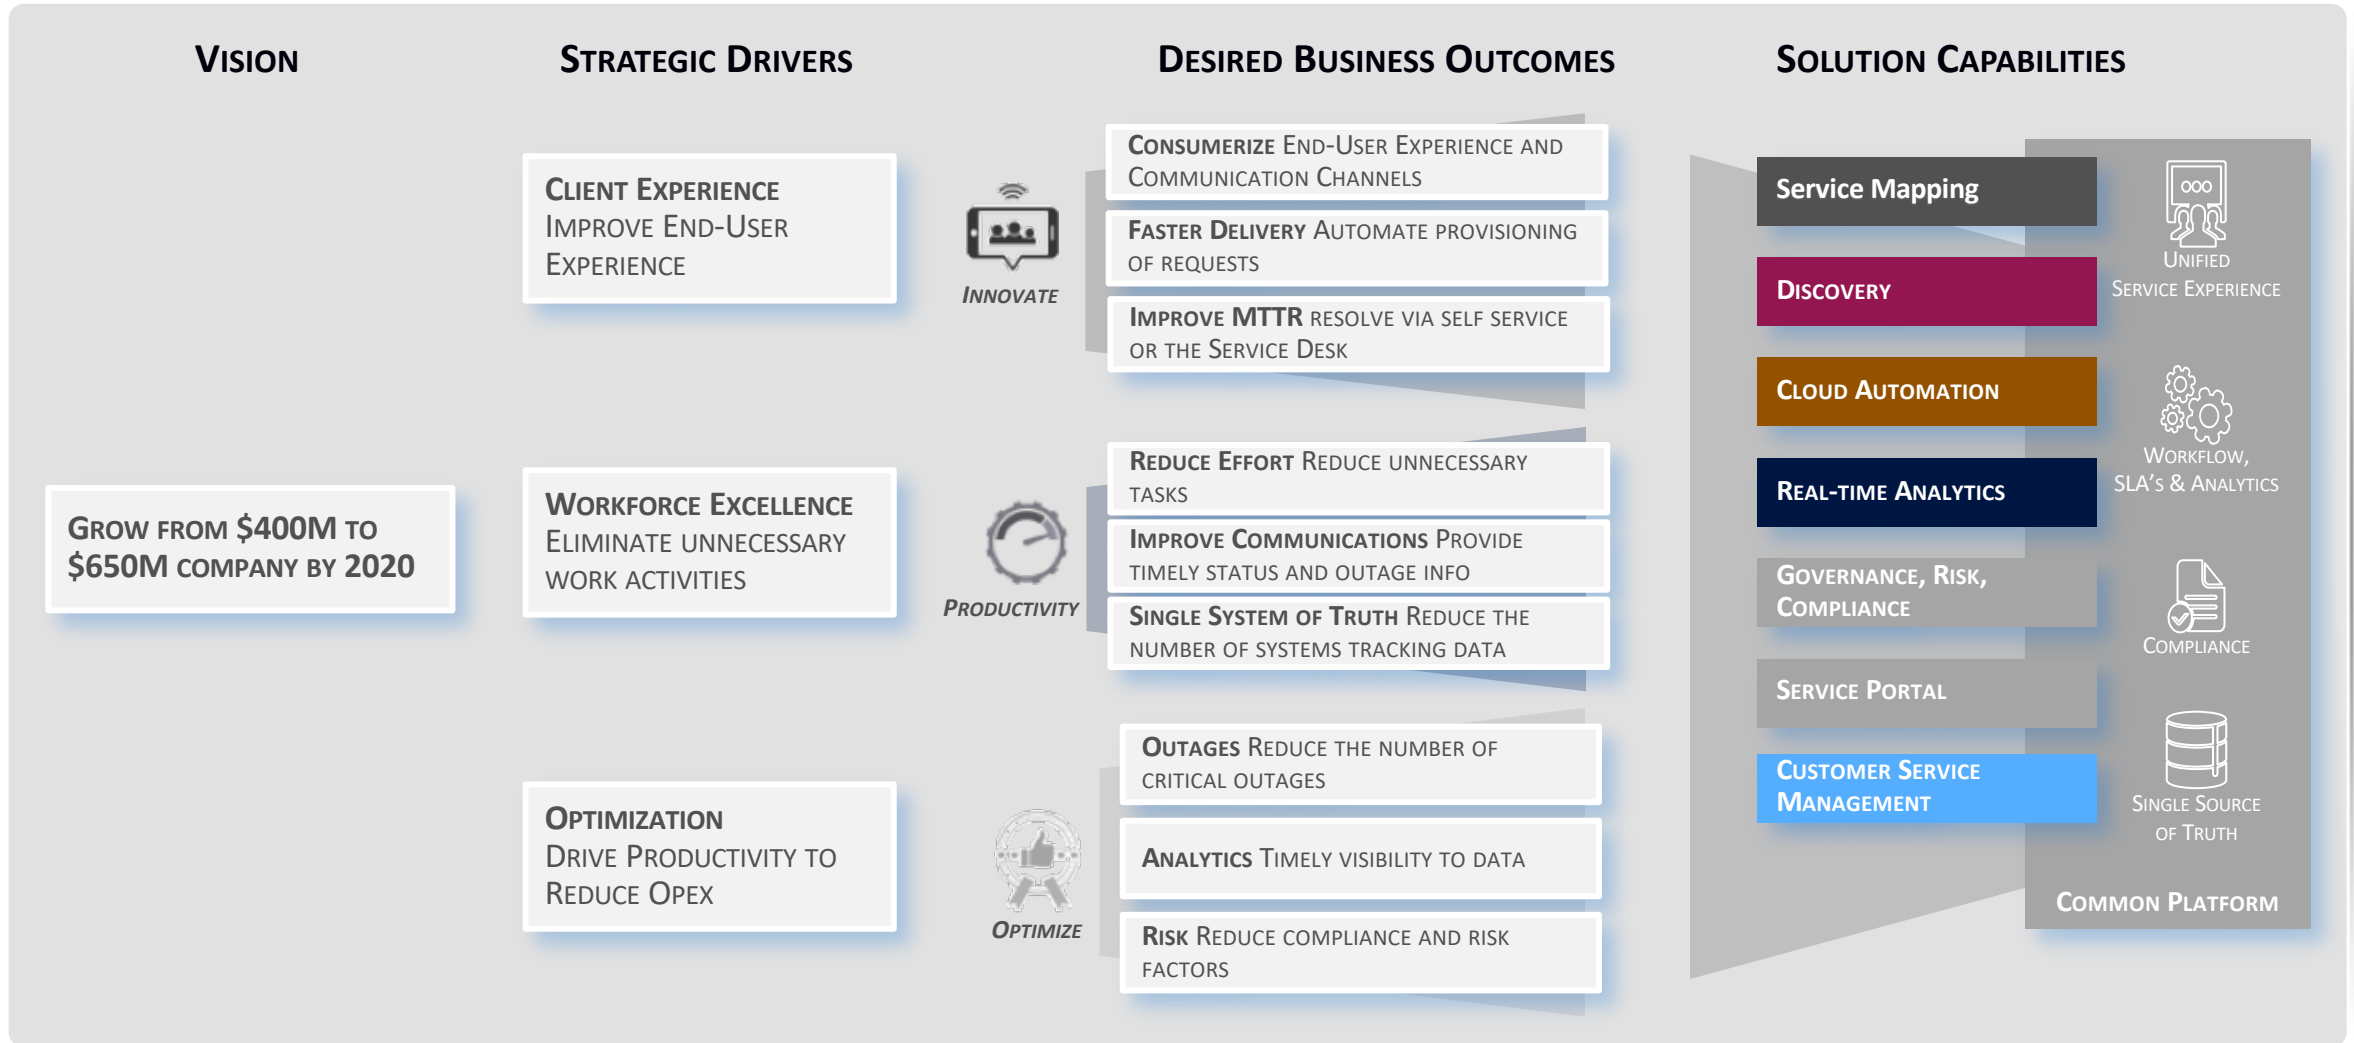 Vision
Strategic Drivers
Desired Business Outcomes
Solution Capabilities
Grow from $400M to
$650M company by 2020
Client Experience
Improve End-User
Experience
Innovate
Consumerize End-User Experience and
Communication Channels
Faster Delivery Automate provisioning
of requests
Improve MTTR resolve via self service
or the Service Desk
Workforce Excellence
Eliminate unnecessary
work activities
Productivity
Reduce Effort Reduce unnecessary
tasks
Improve Communications Provide
timely status and outage info
Single System of Truth Reduce the
number of systems tracking data
Optimization
Drive Productivity to
Reduce Opex
Optimize
Outages Reduce the number of
critical outages
Analytics Timely visibility to data
Risk Reduce compliance and risk
factors
Service Mapping
Discovery
Cloud Automation
Real-time Analytics
Governance, Risk,
Compliance
Service Portal
Customer Service
Management
Unified
Service Experience
Workflow,
SLA's & Analytics
Compliance
Single Source
of Truth
Common Platform